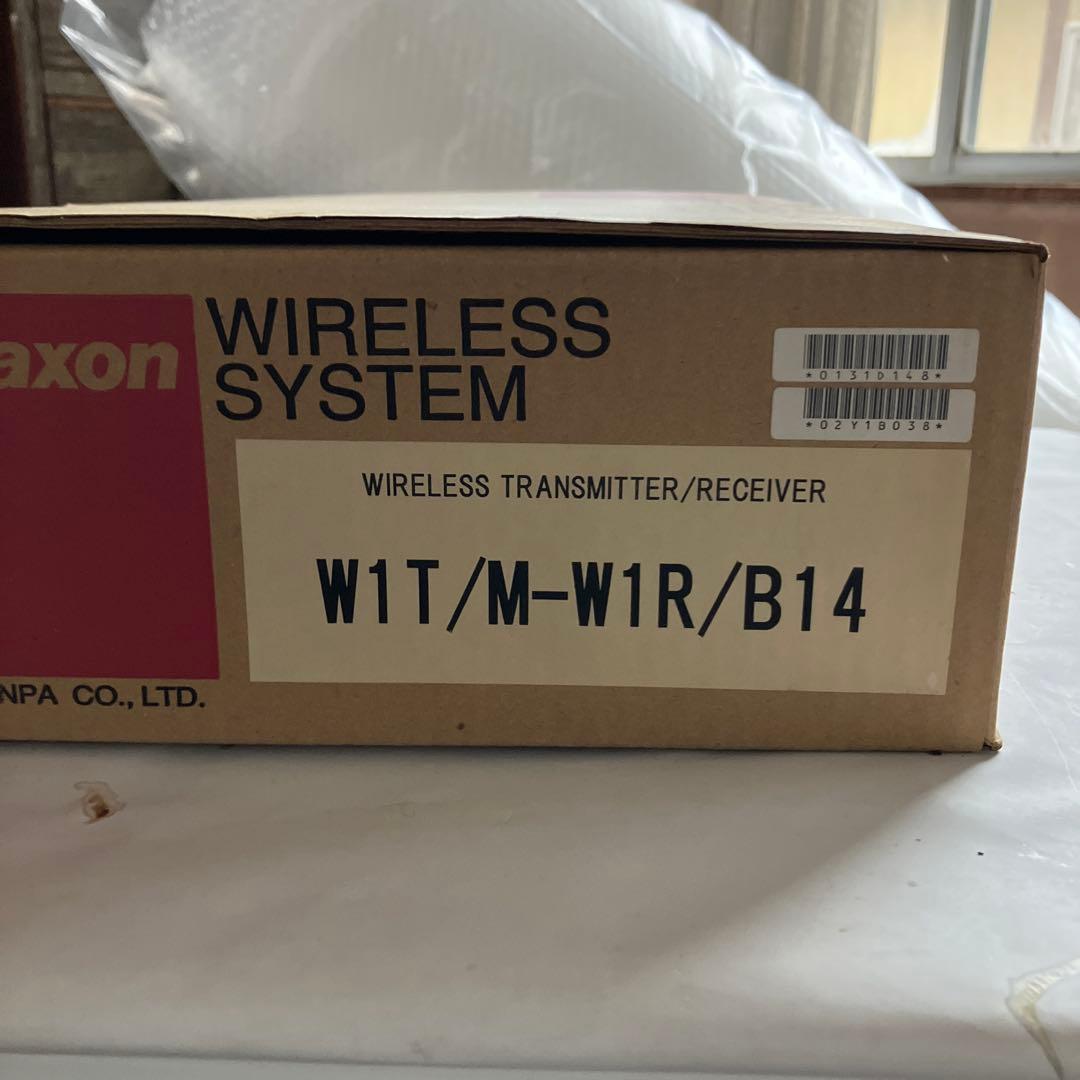 axon
WIRELESS
SYSTEM
*0131D148*
*02Y1B038*
WIRELESS TRANSMITTER/RECEIVER
W1T/M-W1R/B14
NPA CO., LTD.